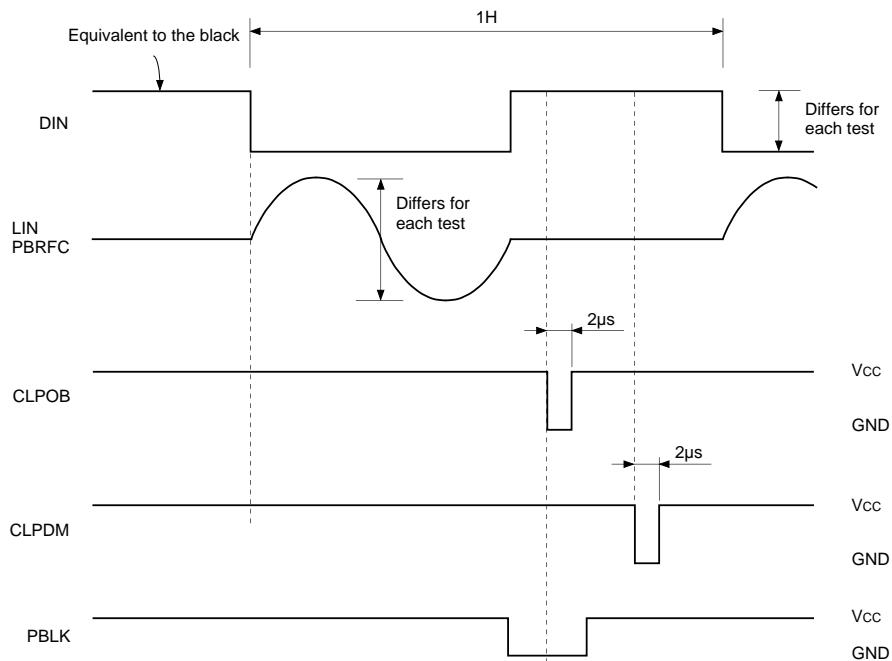 1H
Equivalent to the black
DIN
Differs for
each test
LIN
PBRFC
Differs for
each test
2µs
CLPOB
VCC
GND
2µs
CLPDM
VCC
GND
PBLK
VCC
GND